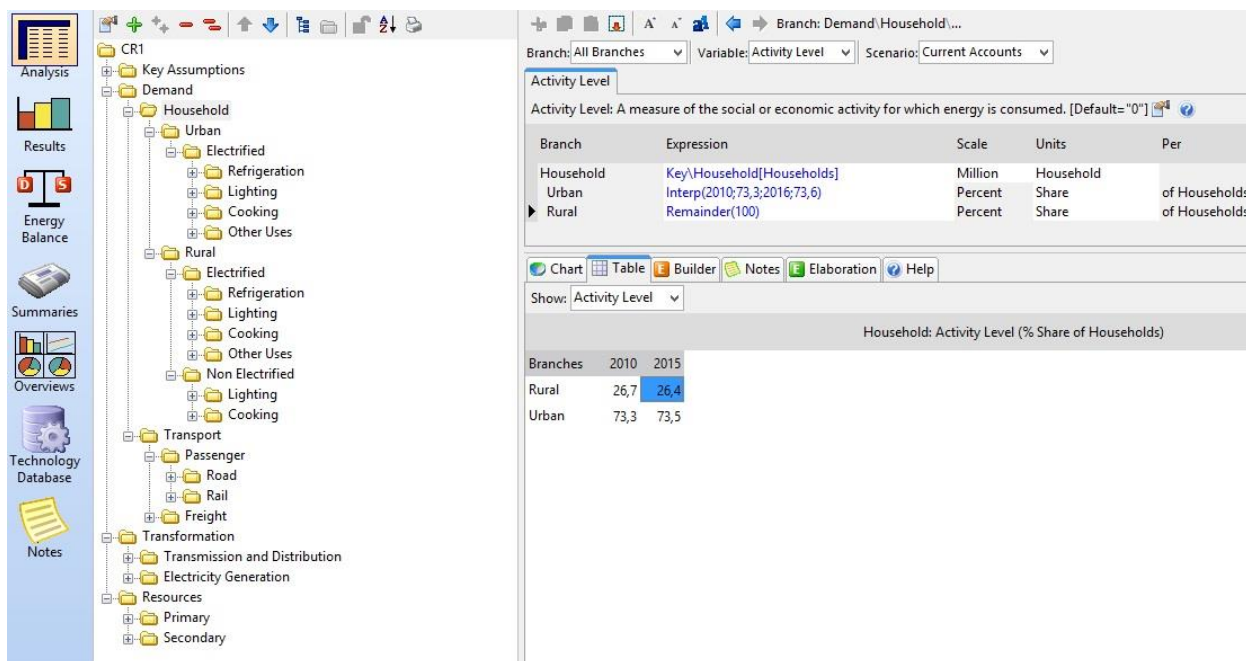 Analysis
Results
D S
Energy
Balance
Summaries
Overviews
Technology
Database
Notes
CR1
Key Assumptions
Demand
Household
Urban
Electrified
Refrigeration
Lighting
Cooking
Other Uses
Rural
Electrified
Refrigeration
Lighting
Cooking
Other Uses
Non Electrified
Lighting
Cooking
Transport
Passenger
Road
Rail
Freight
Transformation
Transmission and Distribution
Electricity Generation
Resources
Primary
Secondary
Branch: Demand\Household\...
Branch: All Branches Variable: Activity Level Scenario: Current Accounts
Activity Level
Activity Level: A measure of the social or economic activity for which energy is consumed. [Default="0"]
Branch Expression Scale Units Per
Household Key\Household[Households] Million Household
Urban Interp(2010;73,3;2016;73,6) Percent Share of Households
Rural Remainder(100) Percent Share of Households
Chart Table Builder Notes Elaboration Help
Show: Activity Level
Household: Activity Level (% Share of Households)
Branches 2010 2015
Rural 26,7 26,4
Urban 73,3 73,5